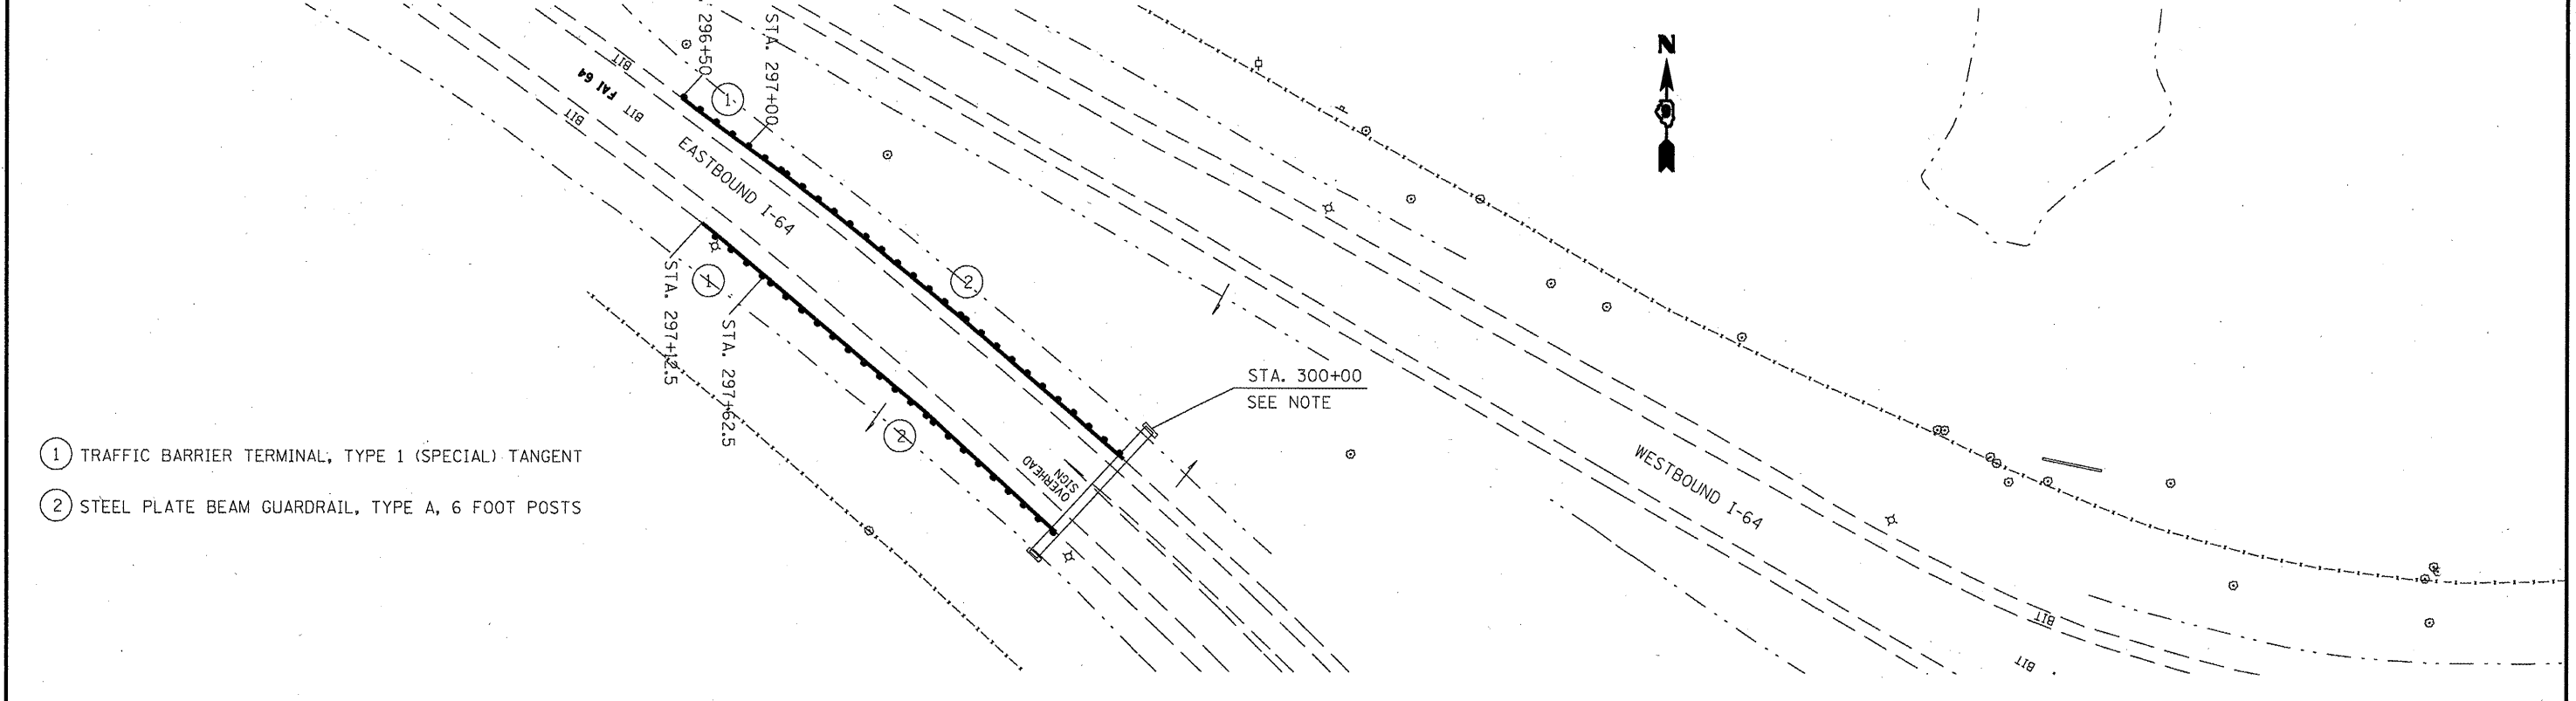 N
296+50
STA. 297+00
BIT
FAI 64
BIT
BIT
1
EASTBOUND I-64
1
2
STA. 297+12.5
STA. 297+62.5
2
STA. 300+00
SEE NOTE
OVERHEAD
SIGN
WESTBOUND I-64
BIT
BIT
1 TRAFFIC BARRIER TERMINAL, TYPE 1 (SPECIAL) TANGENT
2 STEEL PLATE BEAM GUARDRAIL, TYPE A, 6 FOOT POSTS